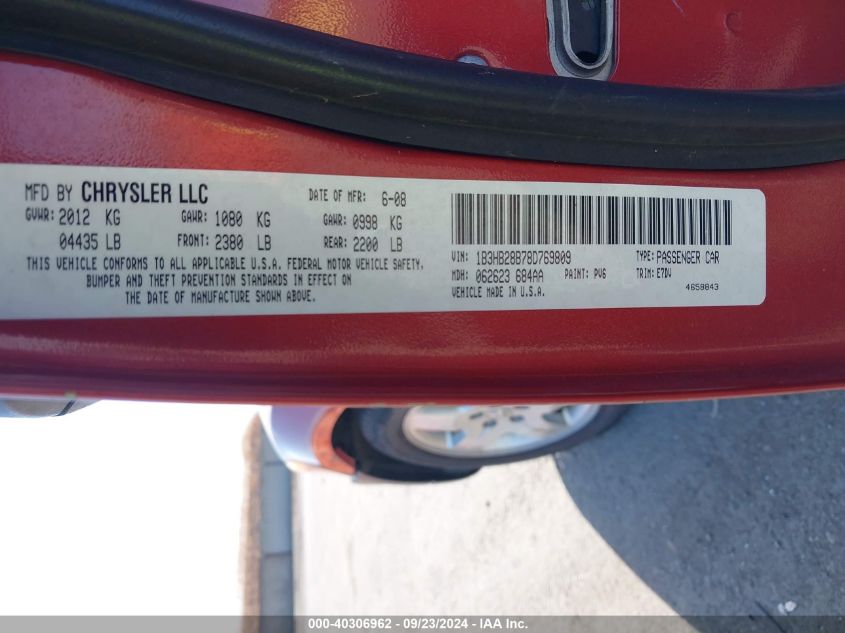 MFD BY CHRYSLER LLC DATE OF MFR: 6-08
GVWR: 2012 KG GAWR: 1080 KG GAWR: 0998 KG
04435 LB FRONT: 2380 LB REAR: 2200 LB
THIS VEHICLE CONFORMS TO ALL APPLICABLE U.S.A. FEDERAL MOTOR VEHICLE SAFETY,
BUMPER AND THEFT PREVENTION STANDARDS IN EFFECT ON
THE DATE OF MANUFACTURE SHOWN ABOVE.
VIN: 1B3HB28B78D769809 TYPE: PASSENGER CAR
MDH: 062623 684AA PAINT: PV6 TRIM: E7DV
VEHICLE MADE IN U.S.A. 4658843
000-40306962 - 09/23/2024 - IAA Inc.